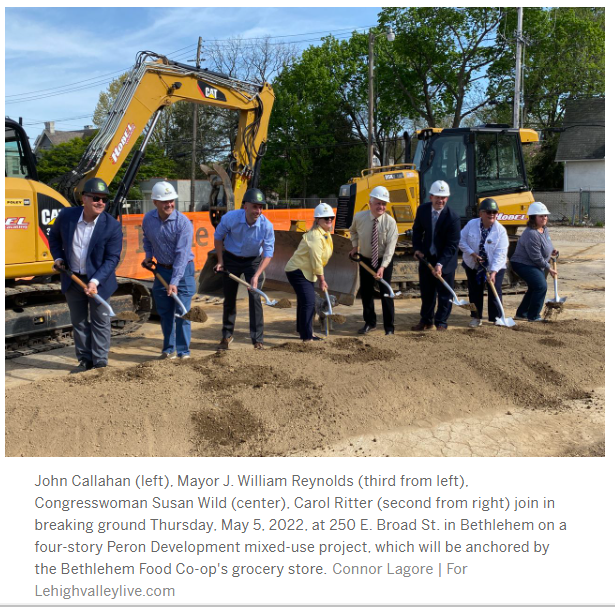 CAT
HOREL
CAT
John Callahan (left), Mayor J. William Reynolds (third from left),
Congresswoman Susan Wild (center), Carol Ritter (second from right) join in
breaking ground Thursday, May 5, 2022, at 250 E. Broad St. in Bethlehem on a
four-story Peron Development mixed-use project, which will be anchored by
the Bethlehem Food Co-op's grocery store. Connor Lagore | For
Lehighvalleylive.com